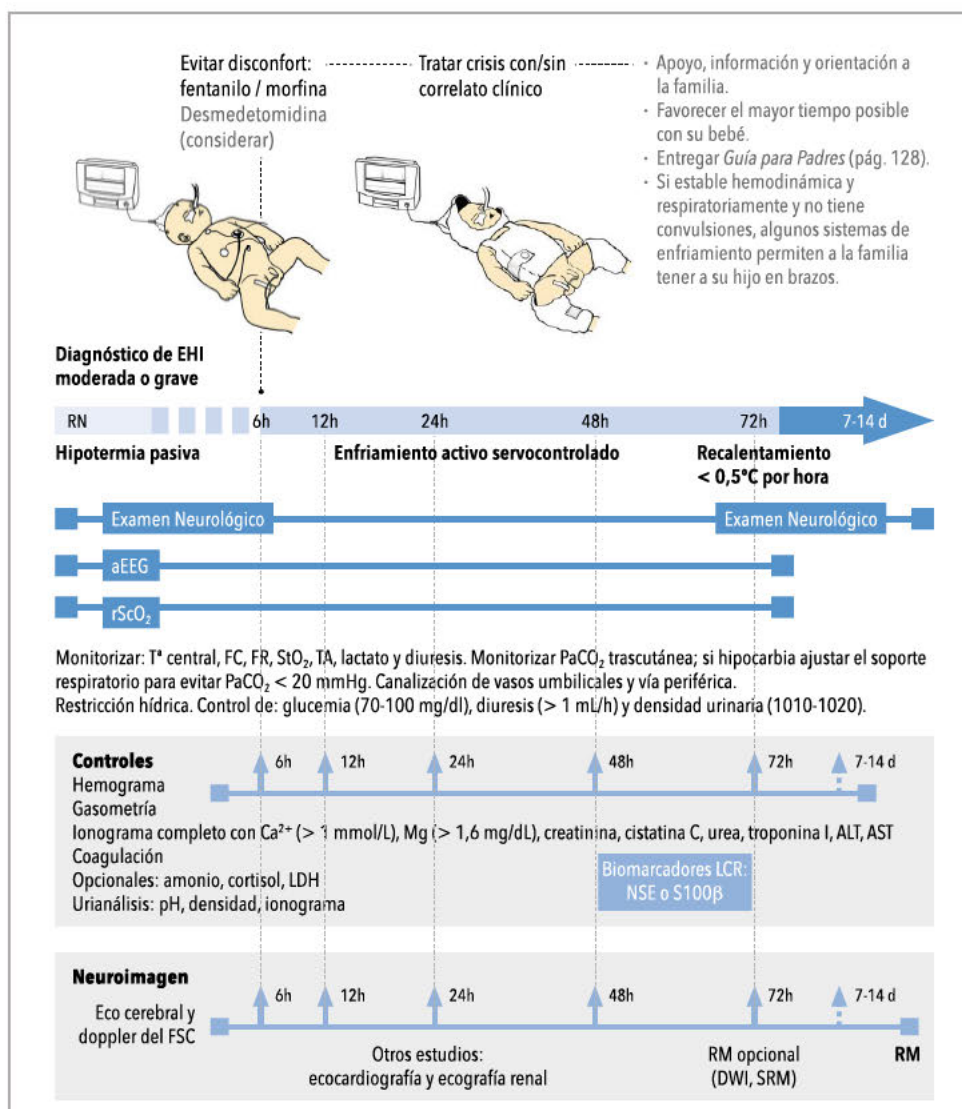 Evitar disconfort:
fentanilo / morfina
Desmedetomidina
(considerar)
Tratar crisis con/sin
correlato clínico
· Apoyo, información y orientación a
la familia.
· Favorecer el mayor tiempo posible
con su bebé.
· Entregar Guía para Padres (pág. 128).
· Si estable hemodinámica y
respiratoriamente y no tiene
convulsiones, algunos sistemas de
enfriamiento permiten a la familia
tener a su hijo en brazos.
Diagnóstico de EHI
moderada o grave
RN 6h 12h 24h 48h 72h 7-14 d
Hipotermia pasiva
Enfriamiento activo servocontrolado
Recalentamiento
< 0,5°C por hora
Examen Neurológico
Examen Neurológico
aEEG
rScO₂
Monitorizar: Tª central, FC, FR, StO₂, TA, lactato y diuresis. Monitorizar PaCO₂ trascutánea; si hipocarbia ajustar el soporte
respiratorio para evitar PaCO₂ < 20 mmHg. Canalización de vasos umbilicales y vía periférica.
Restricción hídrica. Control de: glucemia (70-100 mg/dl), diuresis (> 1 mL/h) y densidad urinaria (1010-1020).
Controles
6h 12h 24h 48h 72h 7-14 d
Hemograma
Gasometría
Ionograma completo con Ca²⁺ (> 1 mmol/L), Mg (> 1,6 mg/dL), creatinina, cistatina C, urea, troponina I, ALT, AST
Coagulación
Opcionales: amonio, cortisol, LDH
Urianálisis: pH, densidad, ionograma
Biomarcadores LCR:
NSE o S100β
Neuroimagen
6h 12h 24h 48h 72h 7-14 d
Eco cerebral y
doppler del FSC
Otros estudios:
ecocardiografía y ecografía renal
RM opcional
(DWI, SRM)
RM